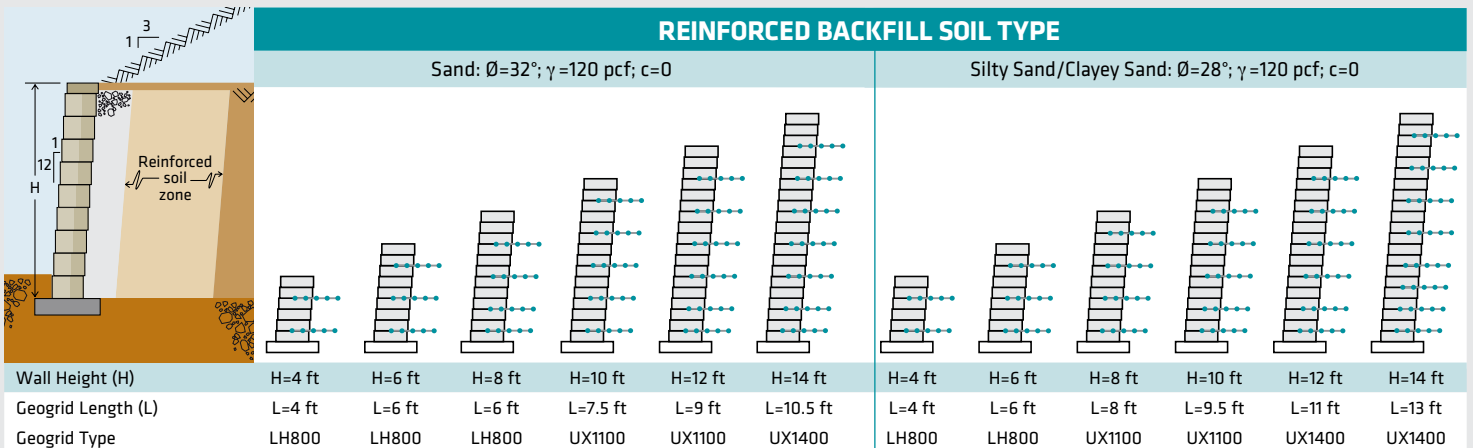 REINFORCED BACKFILL SOIL TYPE
Sand: Ø=32°; γ=120 pcf; c=0
Silty Sand/Clayey Sand: Ø=28°; γ=120 pcf; c=0
3
1
1
12
H
Reinforced
soil
zone
Wall Height (H) H=4 ft H=6 ft H=8 ft H=10 ft H=12 ft H=14 ft H=4 ft H=6 ft H=8 ft H=10 ft H=12 ft H=14 ft
Geogrid Length (L) L=4 ft L=6 ft L=6 ft L=7.5 ft L=9 ft L=10.5 ft L=4 ft L=6 ft L=8 ft L=9.5 ft L=11 ft L=13 ft
Geogrid Type LH800 LH800 LH800 UX1100 UX1100 UX1400 LH800 LH800 UX1100 UX1100 UX1400 UX1400